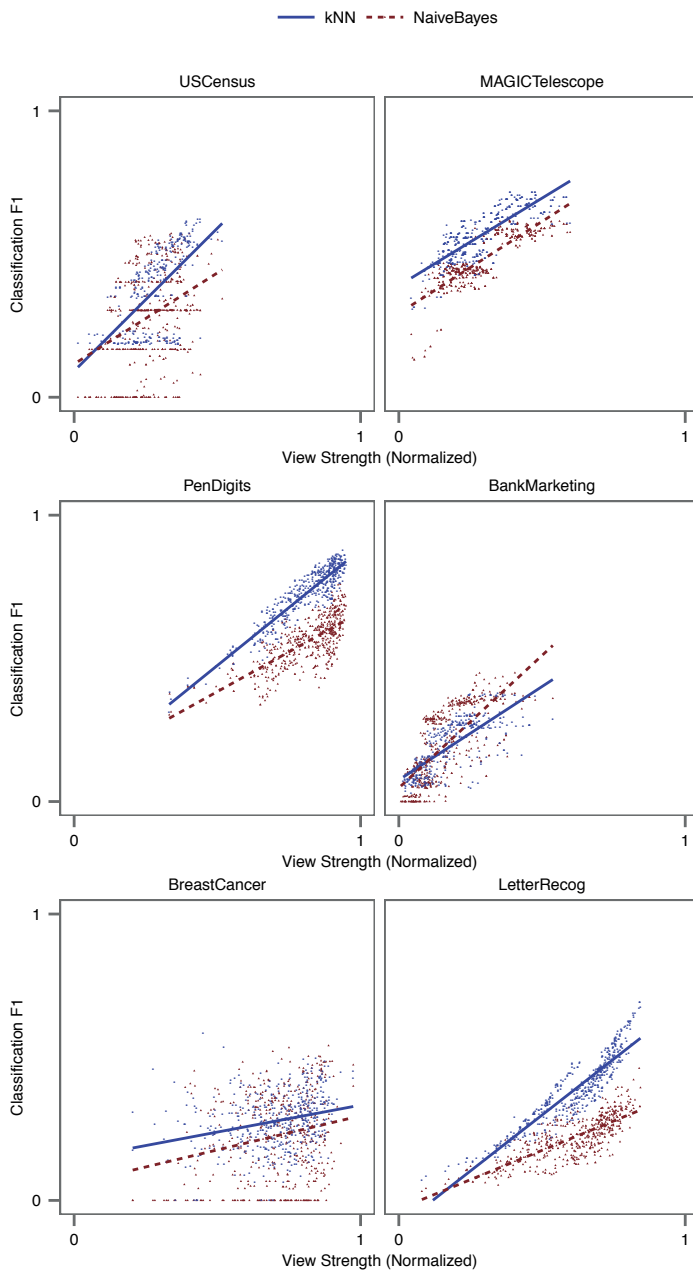 kNN NaiveBayes
USCensus MAGICTelescope
1
Classification F1
0
0 1 0 1
View Strength (Normalized)
PenDigits BankMarketing
1
Classification F1
0
0 1 0 1
View Strength (Normalized)
BreastCancer LetterRecog
1
Classification F1
0
0 1 0 1
View Strength (Normalized)